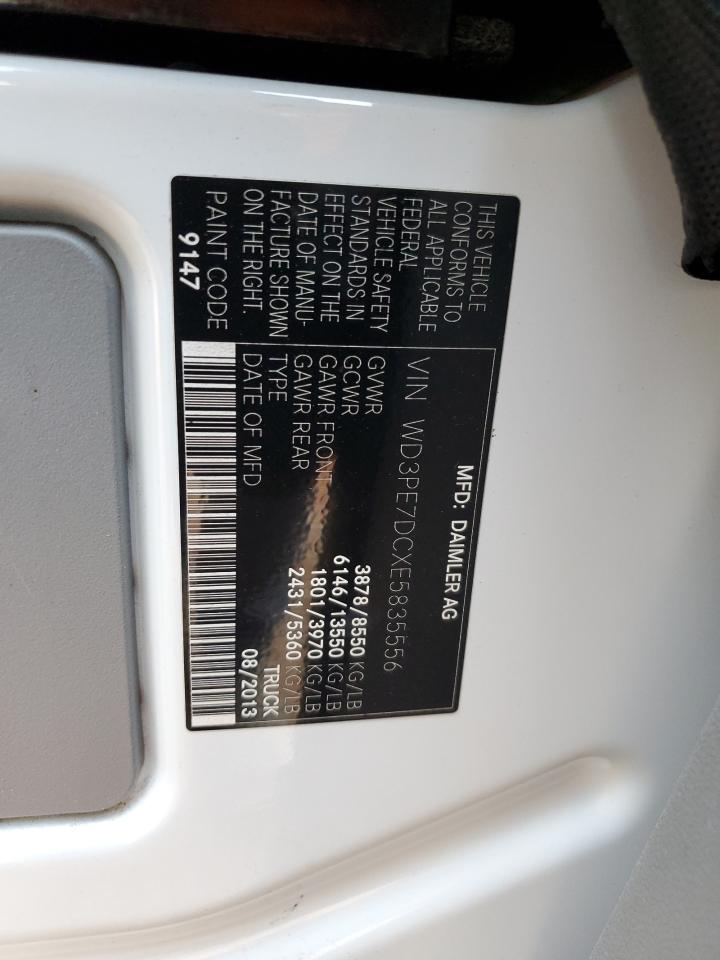 MFD: DAIMLER AG
VIN WD3PE7DCXE5835556
THIS VEHICLE
CONFORMS TO
ALL APPLICABLE
FEDERAL
VEHICLE SAFETY
STANDARDS IN
EFFECT ON THE
DATE OF MANU-
FACTURE SHOWN
ON THE RIGHT.
PAINT CODE
9147
GVWR 3878/8550 KG/LB
GCWR 6146/13550 KG/LB
GAWR FRONT 1801/3970 KG/LB
GAWR REAR 2431/5360 KG/LB
TYPE TRUCK
DATE OF MFD 08/2013